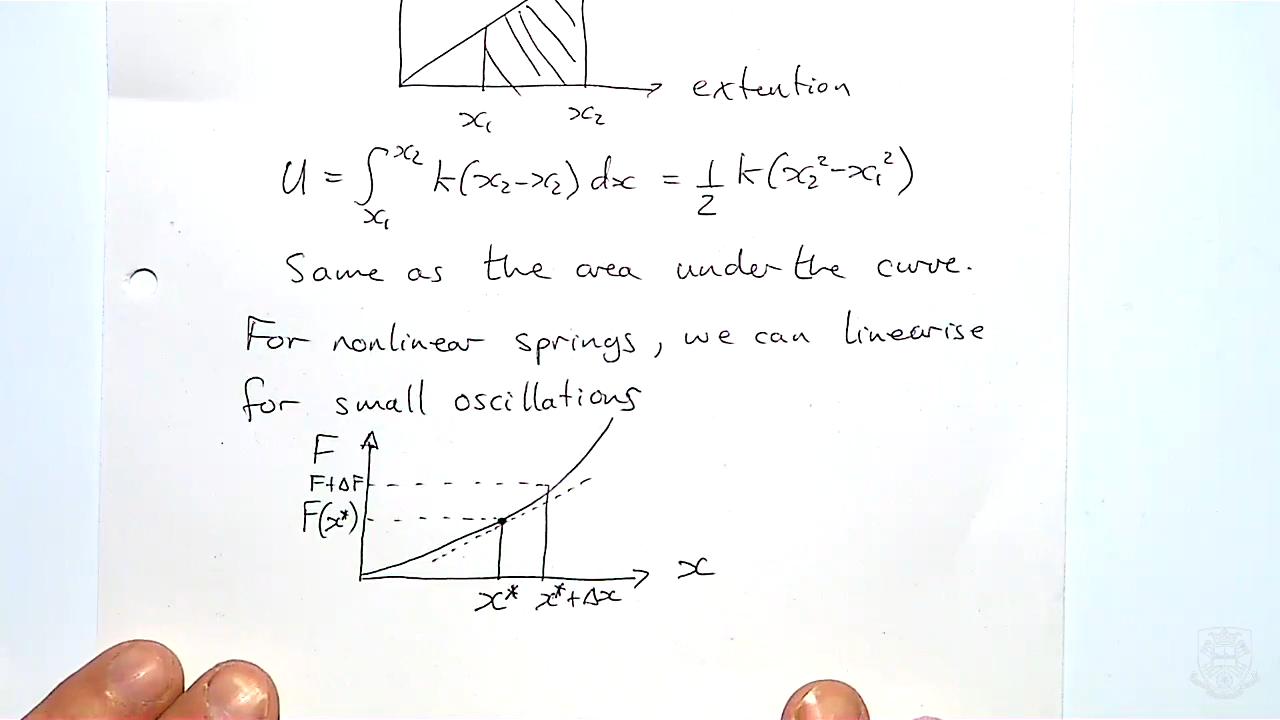 extention
x₁ x₂
U = ∫_{x₁}^{x₂} k(x₂-x₂) dx = 1/2 k(x₂²-x₁²)
Same as the area under the curve.
For nonlinear springs, we can linearise
for small oscillations
F
F+ΔF
F(x*)
x
x* x*+Δx